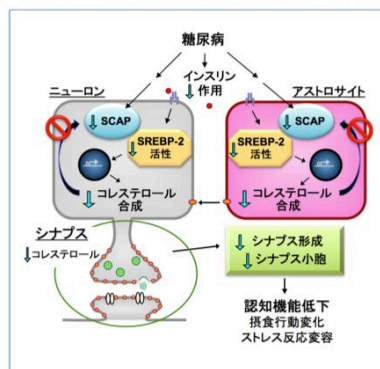 糖尿病
ニューロン
インスリン
作用
アストロサイト
SCAP
SCAP
SREBP-2
活性
SREBP-2
活性
コレステロール
合成
コレステロール
合成
シナプス
コレステロール
シナプス形成
シナプス小胞
認知機能低下
摂食行動変化
ストレス反応変容